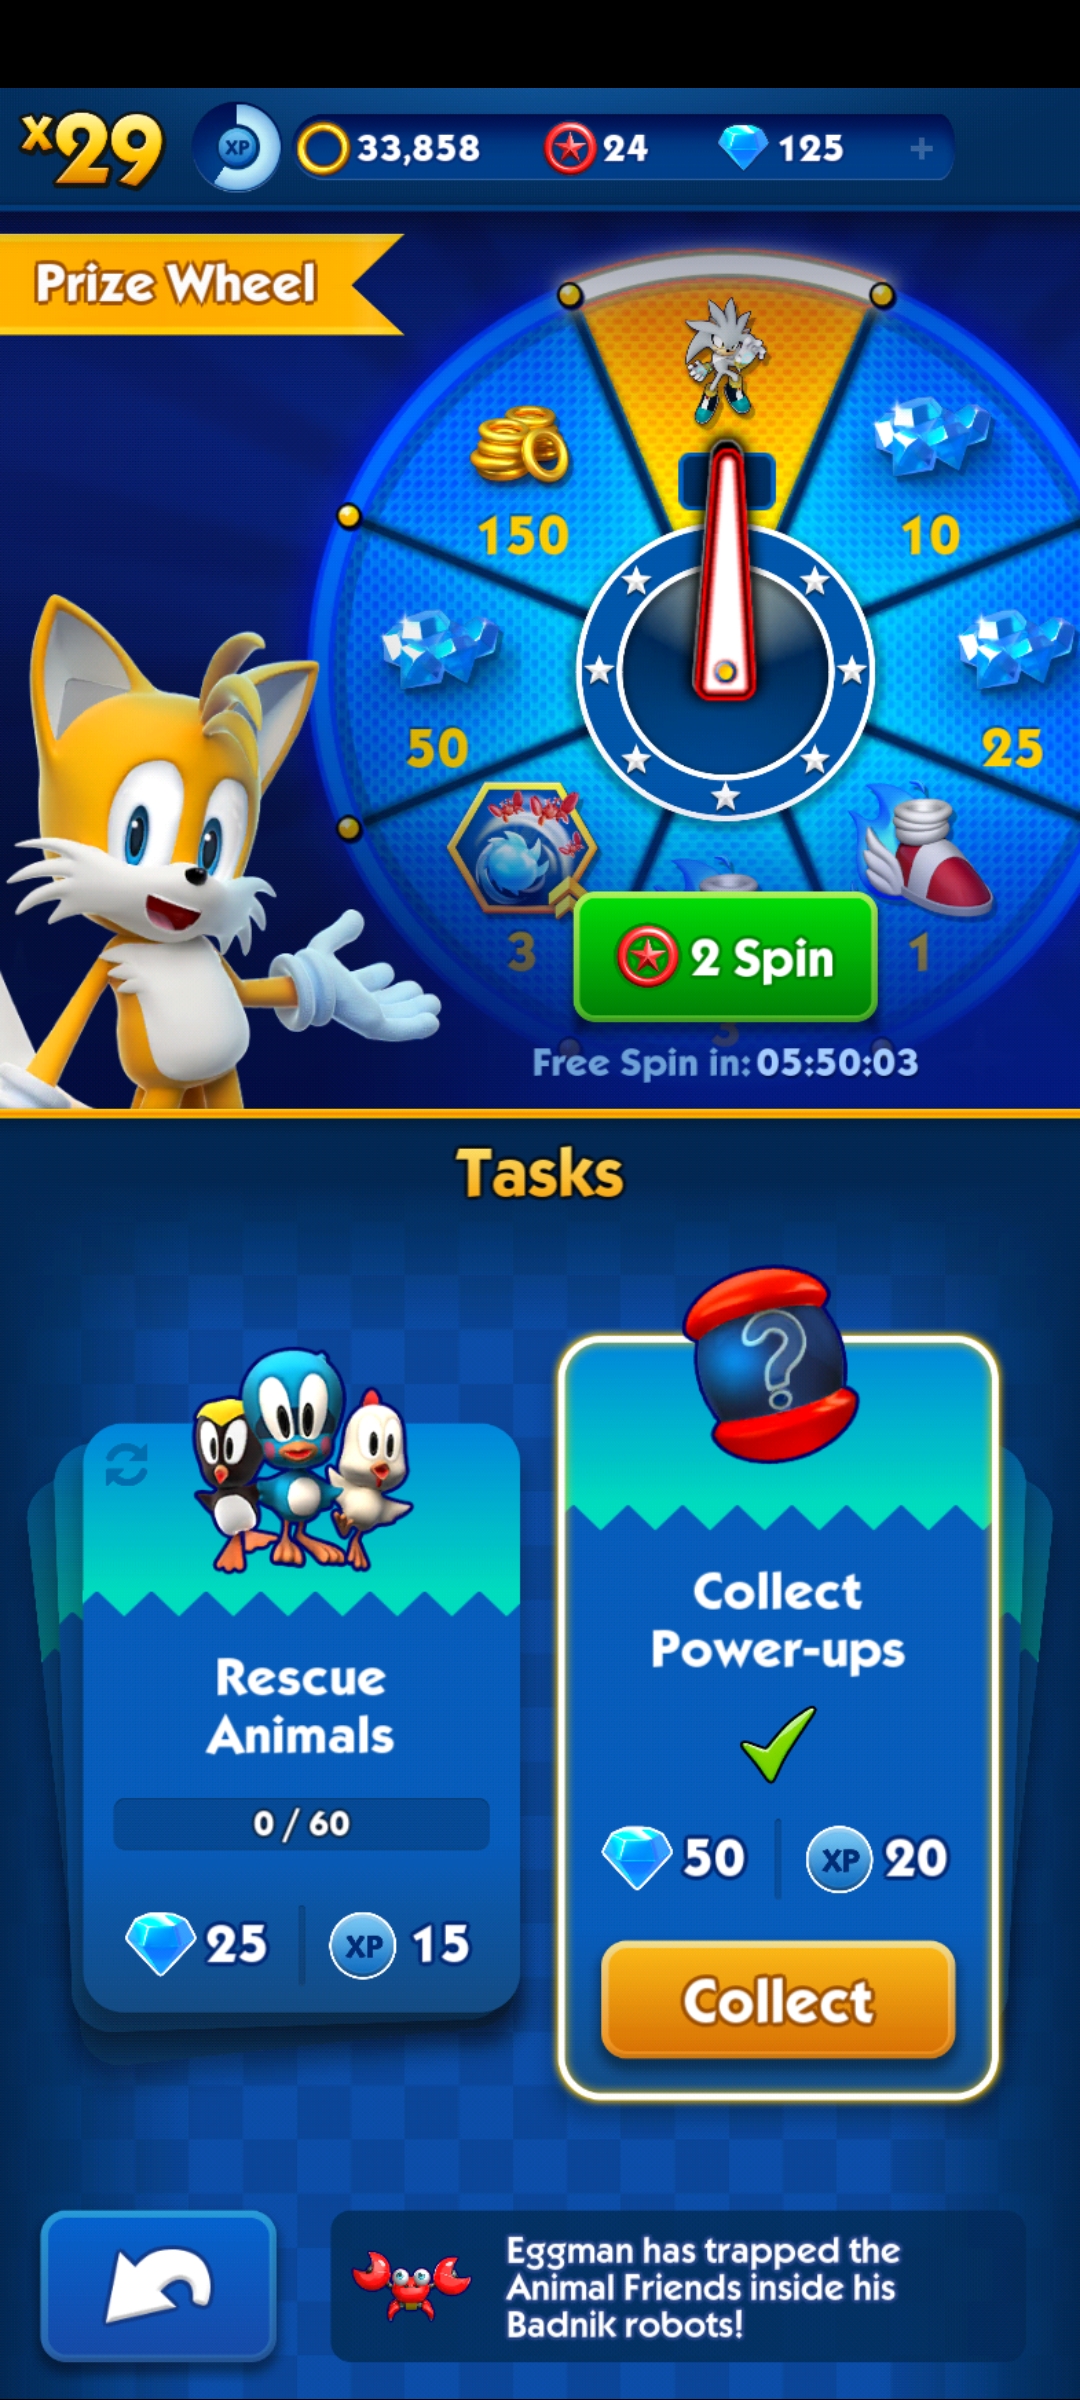 x29
XP
33,858
24
125
+
Prize Wheel
150
10
50
25
3
1
2 Spin
3
Free Spin in: 05:50:03
Tasks
?
Rescue
Animals
0 / 60
25
XP
15
Collect
Power-ups
50
XP
20
Collect
Eggman has trapped the
Animal Friends inside his
Badnik robots!